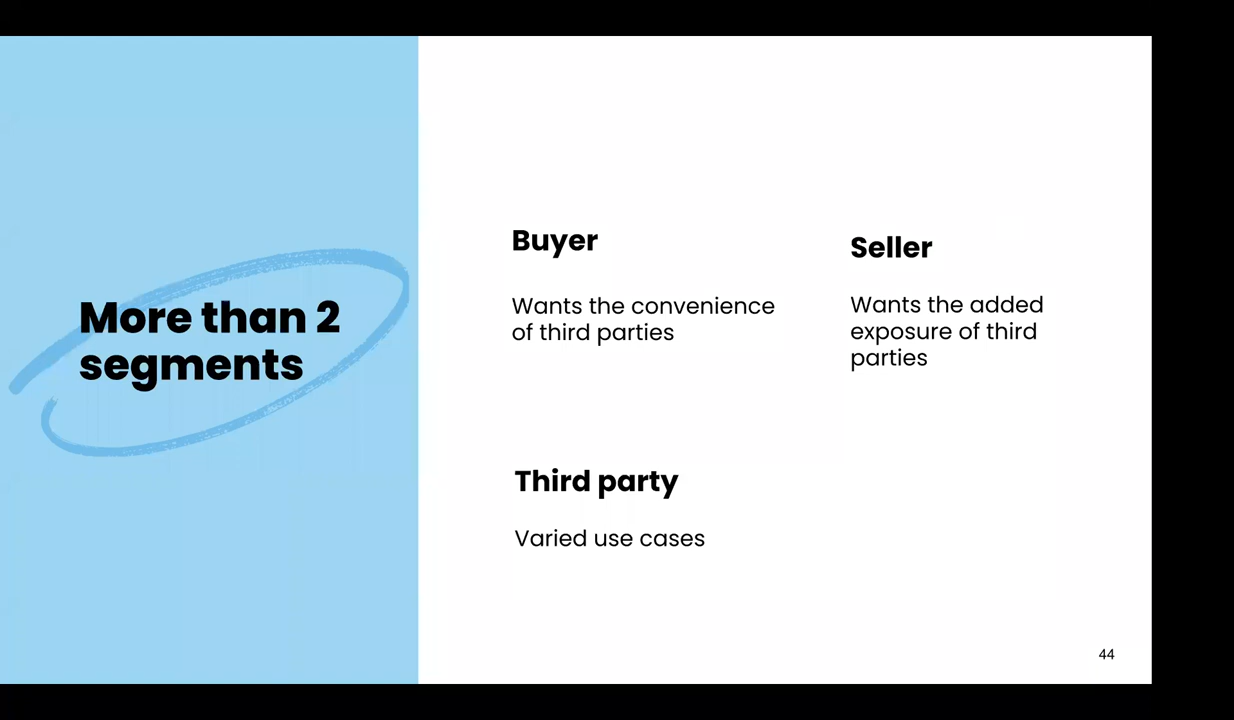 More than 2
segments
Buyer
Wants the convenience
of third parties
Seller
Wants the added
exposure of third
parties
Third party
Varied use cases
44